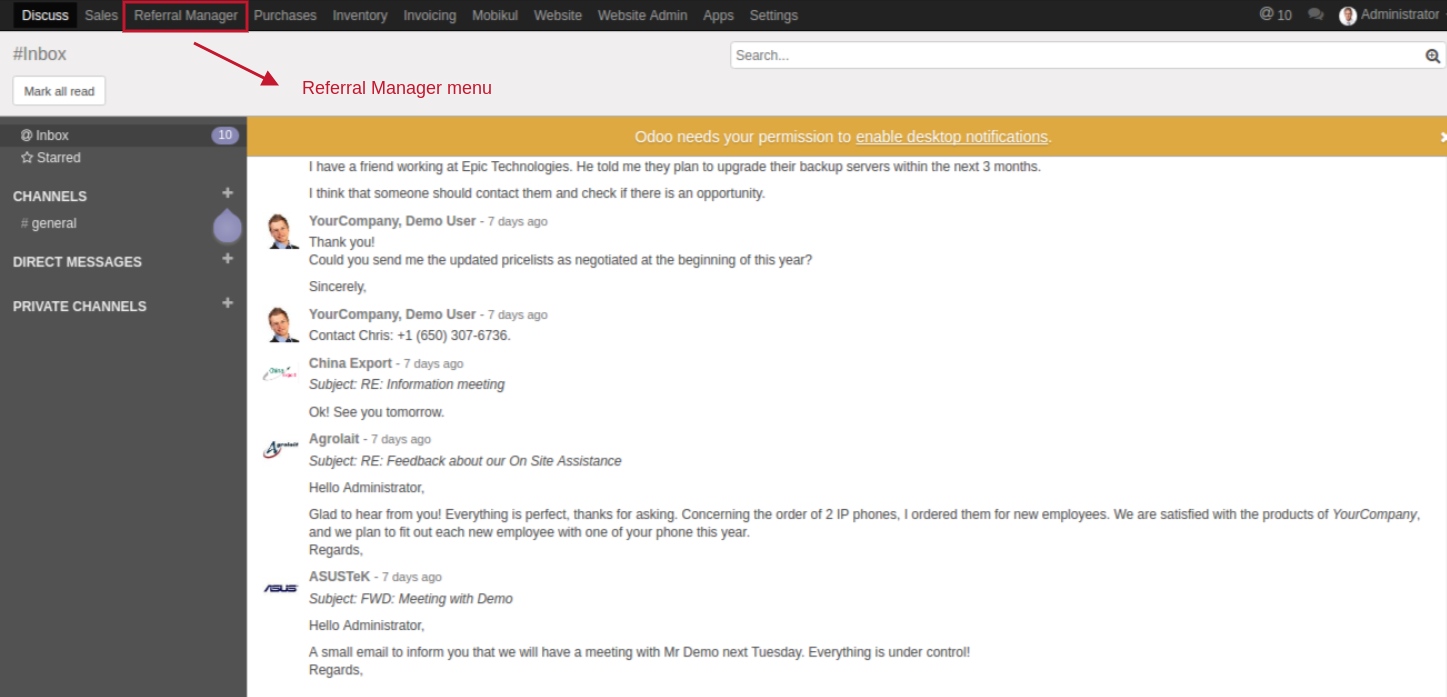 Discuss Sales Referral Manager Purchases Inventory Invoicing Mobikul Website Website Admin Apps Settings @ 10 Administrator
#Inbox
Search...
Mark all read
Referral Manager menu
@ Inbox 10
Starred
CHANNELS +
# general
DIRECT MESSAGES +
PRIVATE CHANNELS +
Odoo needs your permission to enable desktop notifications.
I have a friend working at Epic Technologies. He told me they plan to upgrade their backup servers within the next 3 months.
I think that someone should contact them and check if there is an opportunity.
YourCompany, Demo User - 7 days ago
Thank you!
Could you send me the updated pricelists as negotiated at the beginning of this year?
Sincerely,
YourCompany, Demo User - 7 days ago
Contact Chris: +1 (650) 307-6736.
China Export - 7 days ago
Subject: RE: Information meeting
Ok! See you tomorrow.
Agrolait
Agrolait - 7 days ago
Subject: RE: Feedback about our On Site Assistance
Hello Administrator,
Glad to hear from you! Everything is perfect, thanks for asking. Concerning the order of 2 IP phones, I ordered them for new employees. We are satisfied with the products of YourCompany,
and we plan to fit out each new employee with one of your phone this year.
Regards,
ASUS
ASUSTeK - 7 days ago
Subject: FWD: Meeting with Demo
Hello Administrator,
A small email to inform you that we will have a meeting with Mr Demo next Tuesday. Everything is under control!
Regards,